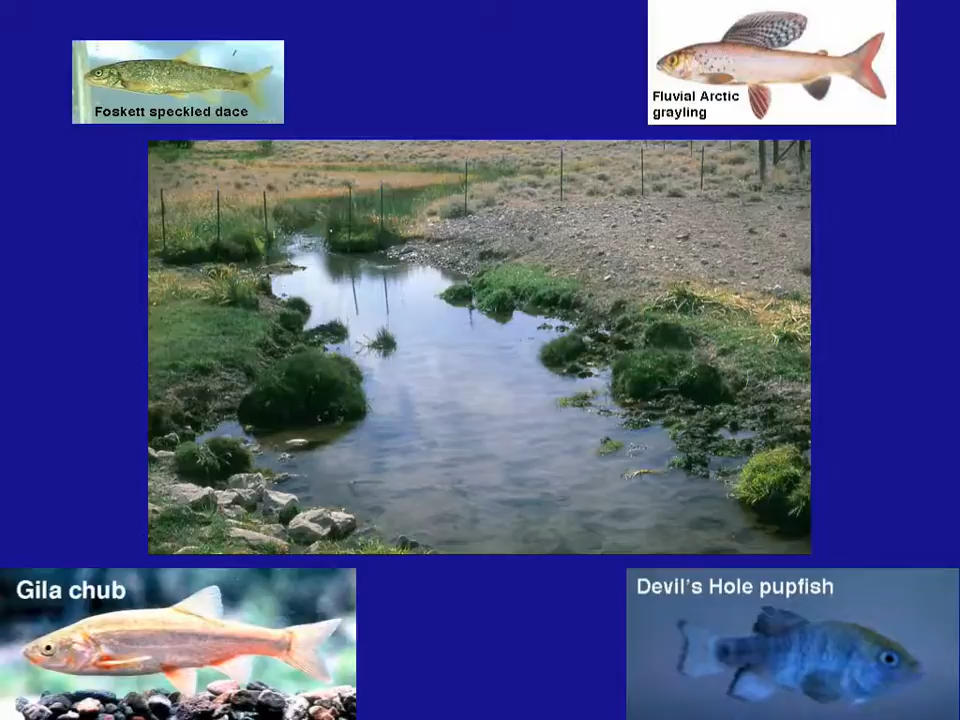 Foskett speckled dace
Fluvial Arctic
grayling
Gila chub
Devil's Hole pupfish